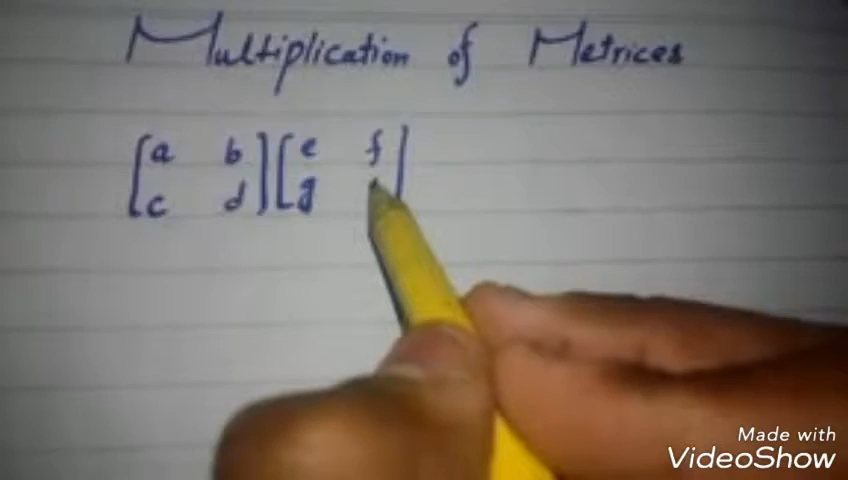 Multiplication of Metrices
[a b] [e f]
[c d] [g
Made with
VideoShow